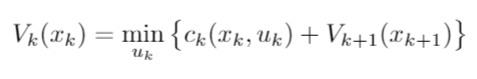 V_k(x_k) = min_{u_k} {c_k(x_k, u_k) + V_{k+1}(x_{k+1})}